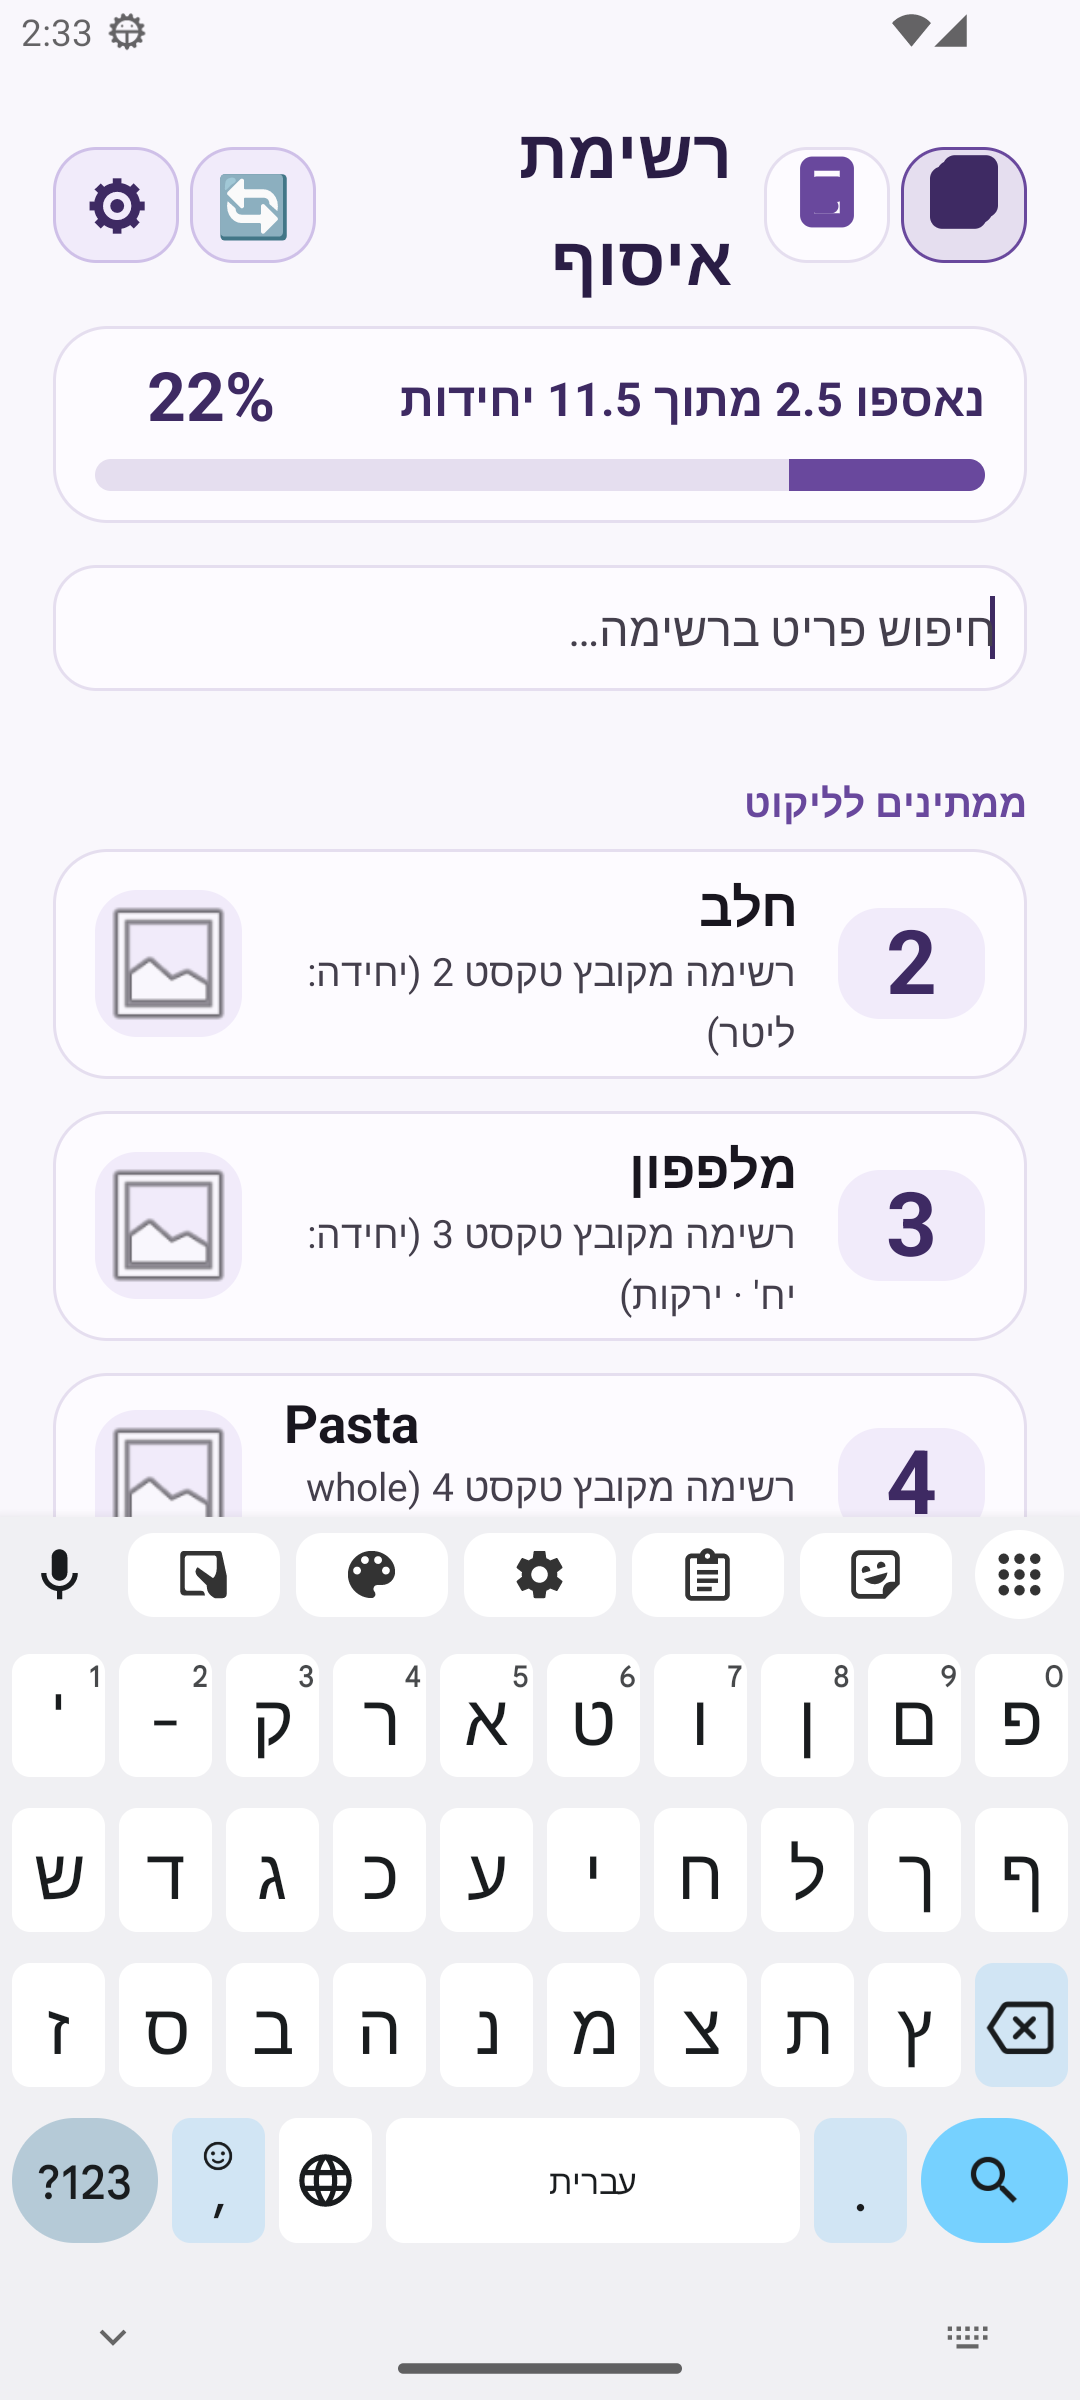 2:33
רשימת
איסוף
נאספו 2.5 מתוך 11.5 יחידות
22%
חיפוש פריט ברשימה...
ממתינים לליקוט
2
חלב
רשימה מקובץ טקסט 2 (יחידה:
ליטר)
3
מלפפון
רשימה מקובץ טקסט 3 (יחידה:
יח' · ירקות)
4
Pasta
רשימה מקובץ טקסט 4 (whole
1 2 3 4 5 6 7 8 9 0
' - ק ר א ט ו ן ם פ
ש ד ג כ ע י ח ל ך ף
ז ס ב ה נ מ צ ת ץ
?123 , עברית .